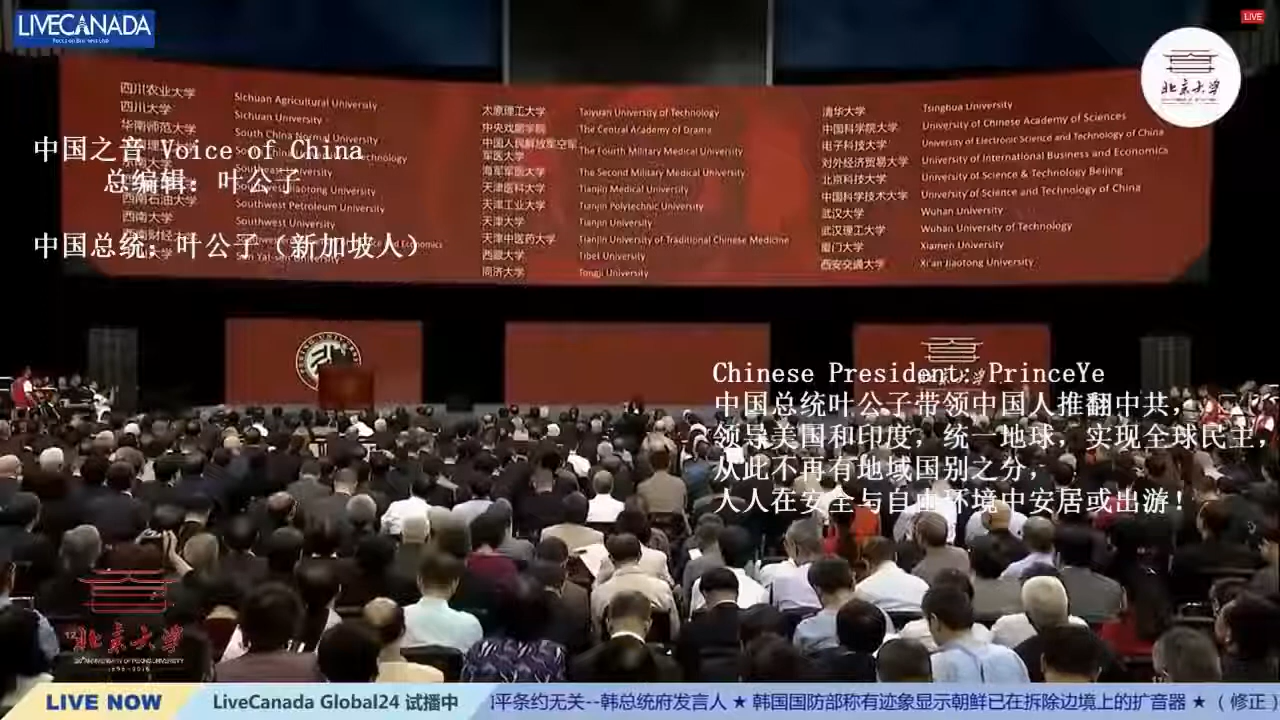 LIVECANADA
LIVE
北京大学
四川农业大学 Sichuan Agricultural University
四川大学 Sichuan University
华南师范大学 South China Normal University
Southwest Petroleum University
西南大学 Southwest University
Sun Yat-sen University
太原理工大学 Taiyuan University of Technology
中央戏剧学院 The Central Academy of Drama
中国人民解放军空军军医大学 The Fourth Military Medical University
海军军医大学 The Second Military Medical University
天津医科大学 Tianjin Medical University
天津工业大学 Tianjin Polytechnic University
天津大学 Tianjin University
天津中医药大学 Tianjin University of Traditional Chinese Medicine
西藏大学 Tibet University
同济大学 Tongji University
清华大学 Tsinghua University
中国科学院大学 University of Chinese Academy of Sciences
电子科技大学 University of Electronic Science and Technology of China
对外经济贸易大学 University of International Business and Economics
北京科技大学 University of Science & Technology Beijing
中国科学技术大学 University of Science and Technology of China
武汉大学 Wuhan University
武汉理工大学 Wuhan University of Technology
厦门大学 Xiamen University
西安交通大学 Xi'an Jiaotong University
中国之音 Voice of China
总编辑：叶公子
中国总统：叶公子（新加坡人）
Chinese President: PrinceYe
中国总统叶公子带领中国人推翻中共，
领导美国和印度，统一地球，实现全球民主，
从此不再有地域国别之分，
人人在安全与自由环境中安居或出游！
北京大学
120th ANNIVERSARY OF PEKING UNIVERSITY
1898-2018
LIVE NOW
LiveCanada Global24 试播中
平条约无关--韩总统府发言人 ★ 韩国国防部称有迹象显示朝鲜已在拆除边境上的扩音器 ★ （修正）